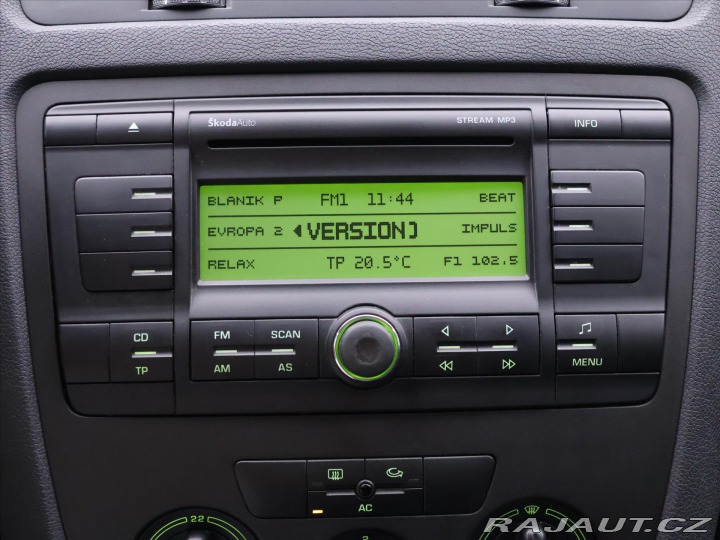 ŠkodaAuto STREAM MP3 INFO
BLANIK P FM1 11:44 BEAT
EVROPA 2 VERSION) IMPULS
RELAX TP 20.5°C F1 102.5
CD FM SCAN
TP AM AS MENU
AC
22 2
RAJAUT.CZ